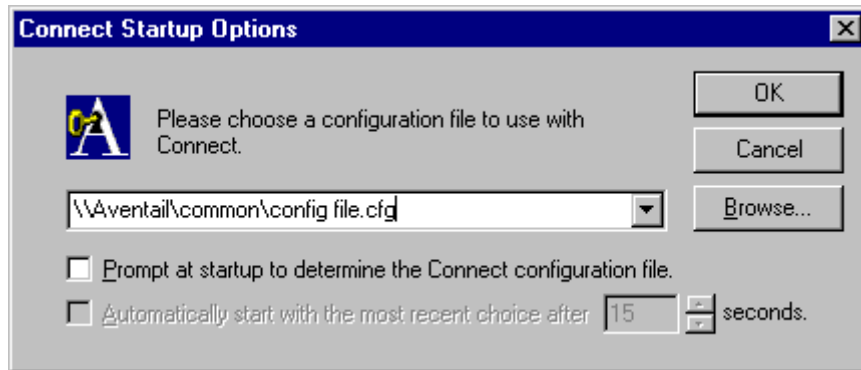 Connect Startup Options
Please choose a configuration file to use with
Connect.
OK
Cancel
\\Aventail\common\config file.cfg
Browse...
Prompt at startup to determine the Connect configuration file.
Automatically start with the most recent choice after 15 seconds.